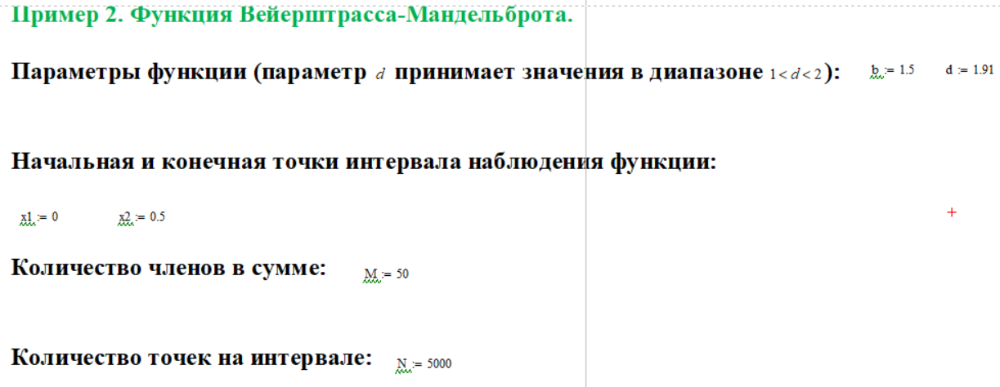 Пример 2. Функция Вейерштрасса-Мандельброта.
Параметры функции (параметр d принимает значения в диапазоне 1 < d < 2): b := 1.5 d := 1.91
Начальная и конечная точки интервала наблюдения функции:
x1 := 0 x2 := 0.5
Количество членов в сумме: M := 50
Количество точек на интервале: N := 5000